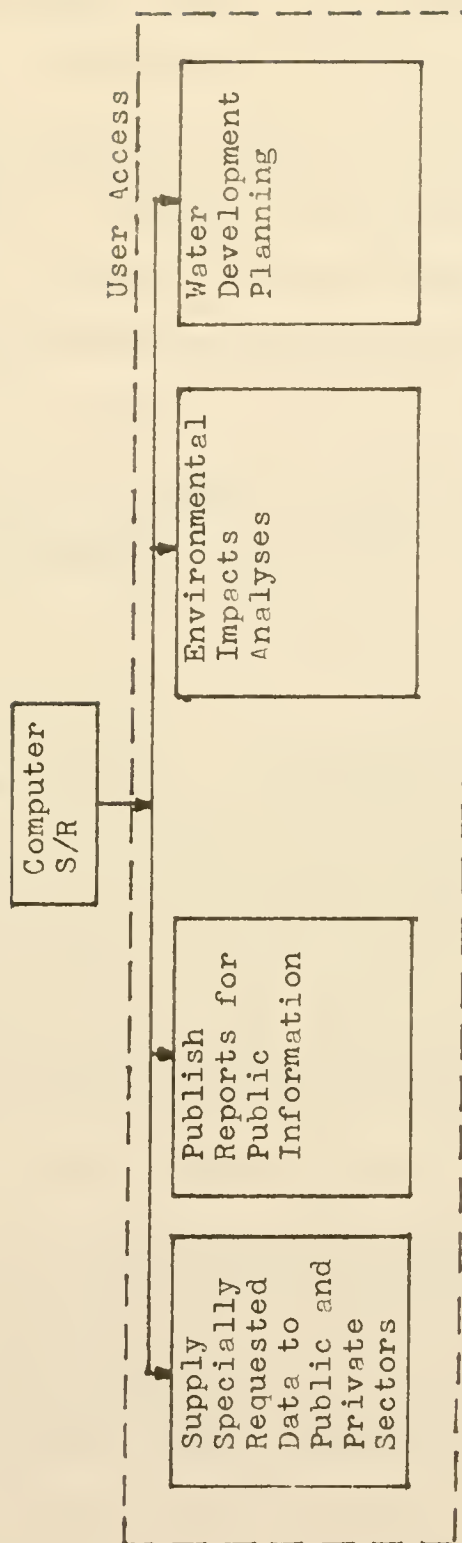 Computer
S/R
User Access
Supply
Specially
Requested
Data to
Public and
Private
Sectors
Publish
Reports for
Public
Information
Environmental
Impacts
Analyses
Water
Development
Planning